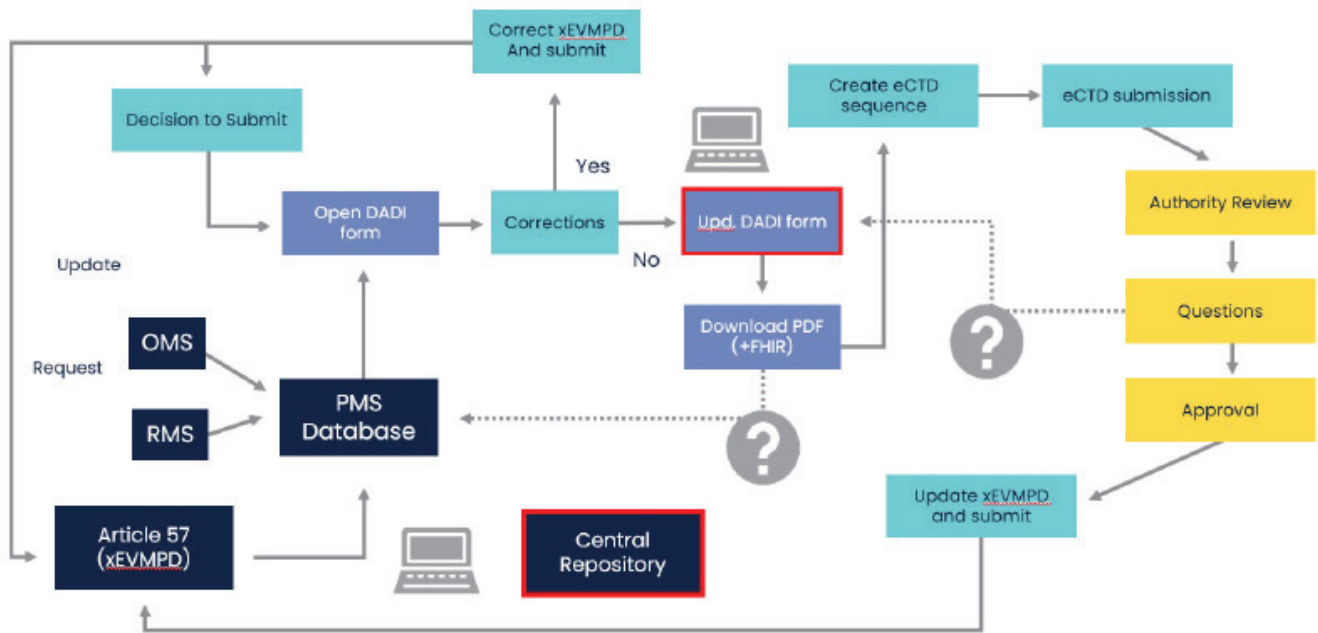 Correct xEVMPD
And submit
Create eCTD
sequence
eCTD submission
Decision to Submit
Yes
Authority Review
Open DADI
form
Corrections
Upd. DADI form
No
Update
Questions
Download PDF
(+FHIR)
?
OMS
Request
PMS
Database
Approval
RMS
?
Update xEVMPD
and submit
Article 57
(xEVMPD)
Central
Repository